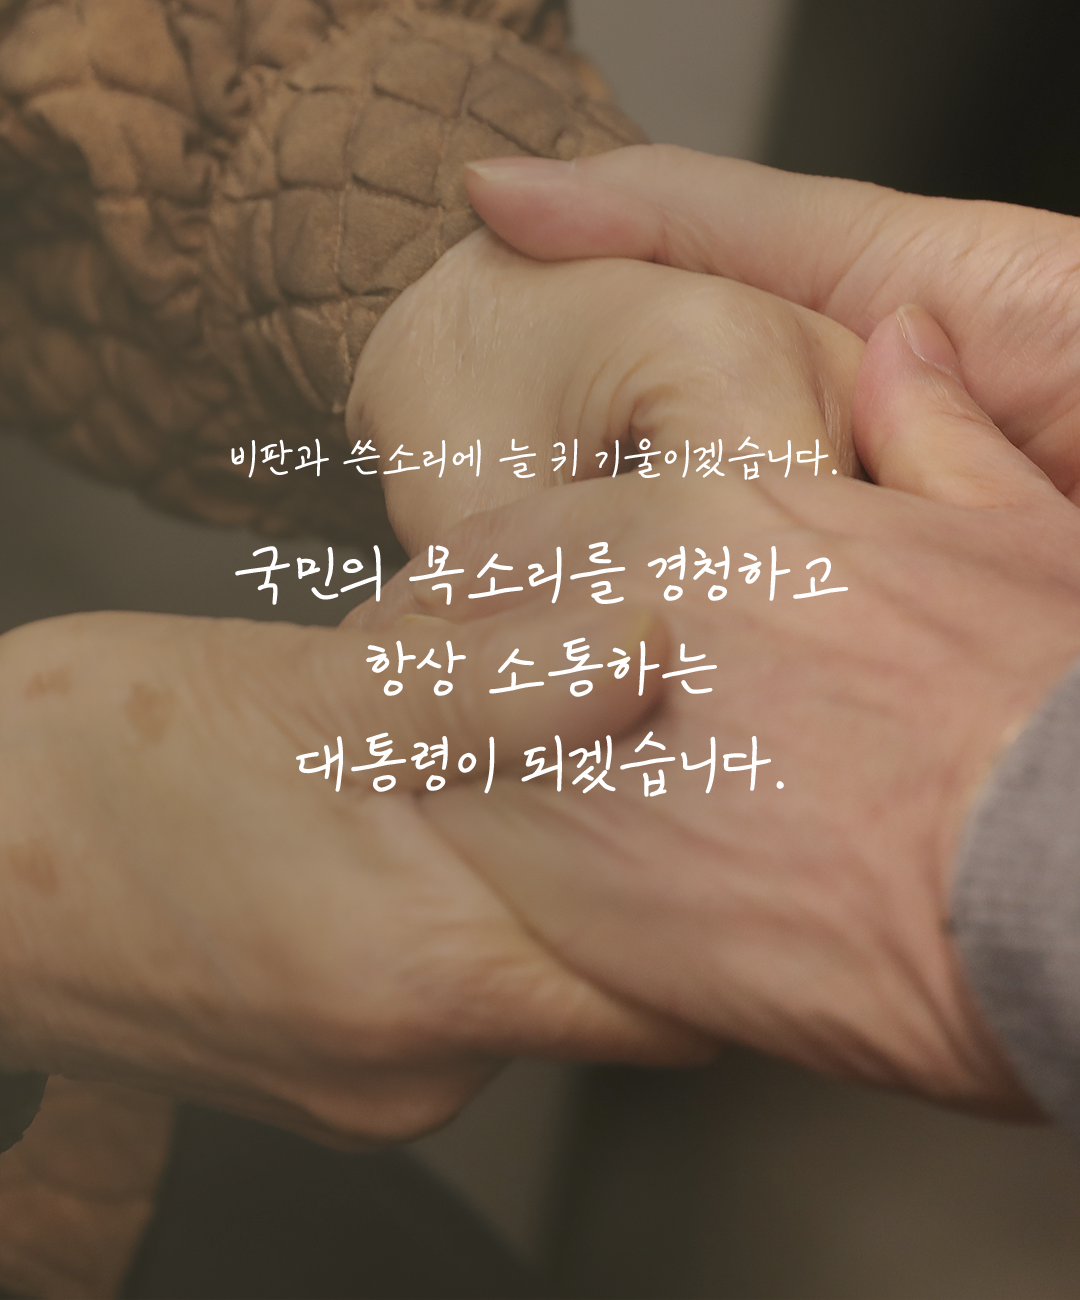 비판과 쓴소리에 늘 귀 기울이겠습니다.
국민의 목소리를 경청하고
항상 소통하는
대통령이 되겠습니다.